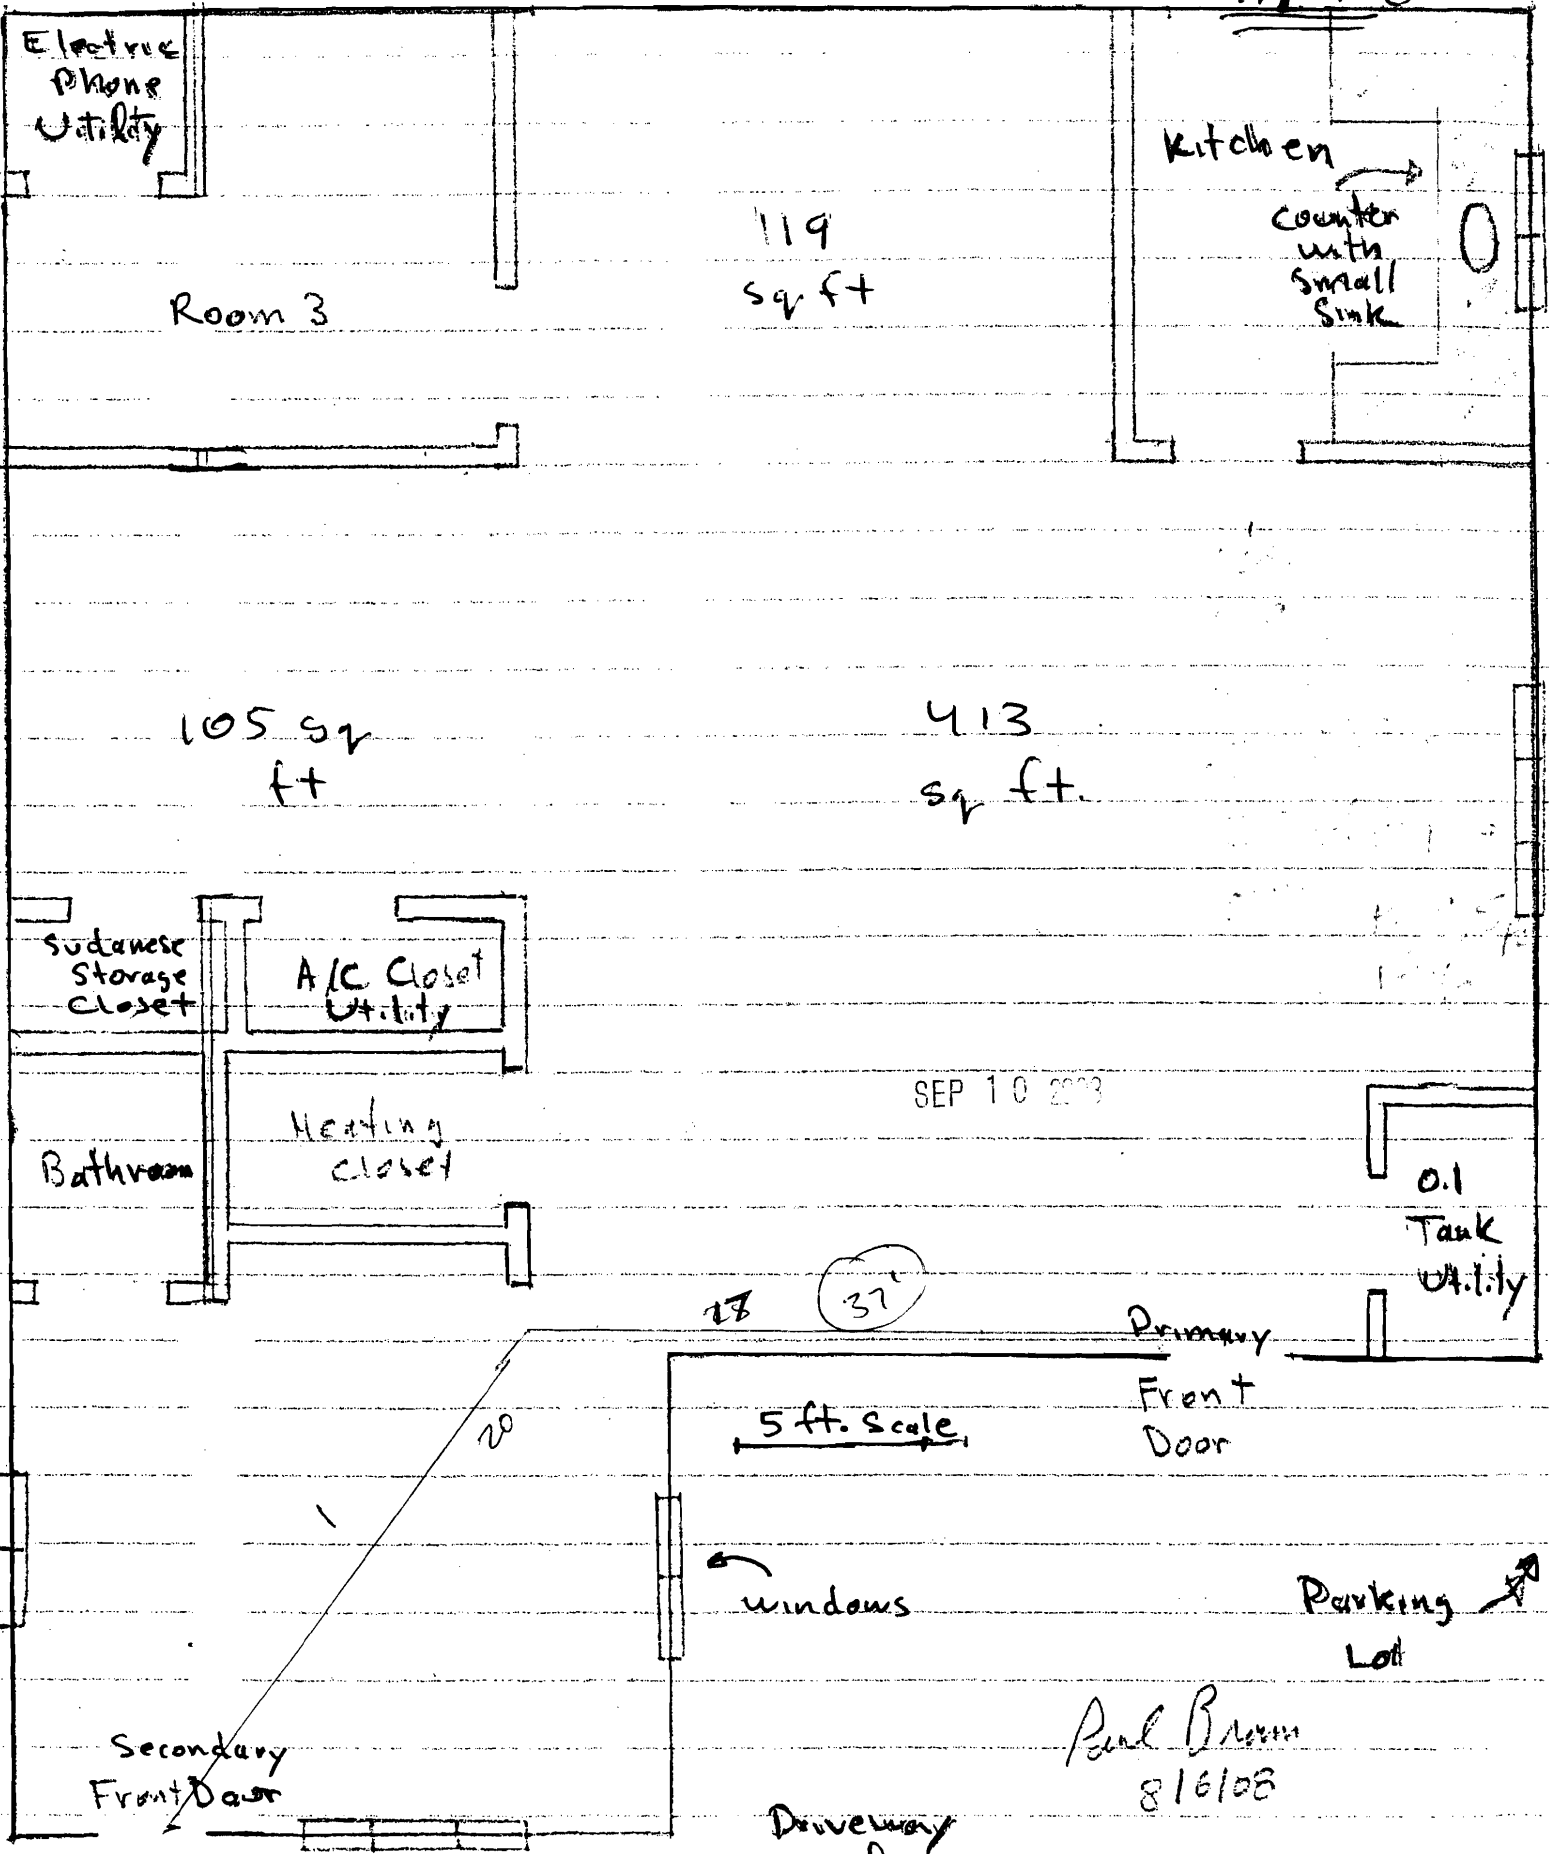 Electric
Phone
Utility
Kitchen
counter
with
small
Sink
119
sq ft
Room 3
105 sq
ft
413
sq ft.
Sudanese
Storage
Closet
A/C Closet
Utility
SEP 10
Heating
Closet
Bathroom
Oil
Tank
Utility
37'
Primary
Front
Door
20
5 ft. Scale
windows
Parking
Lot
Secondary
Front Door
Paul Brown
8/6/08
Driveway